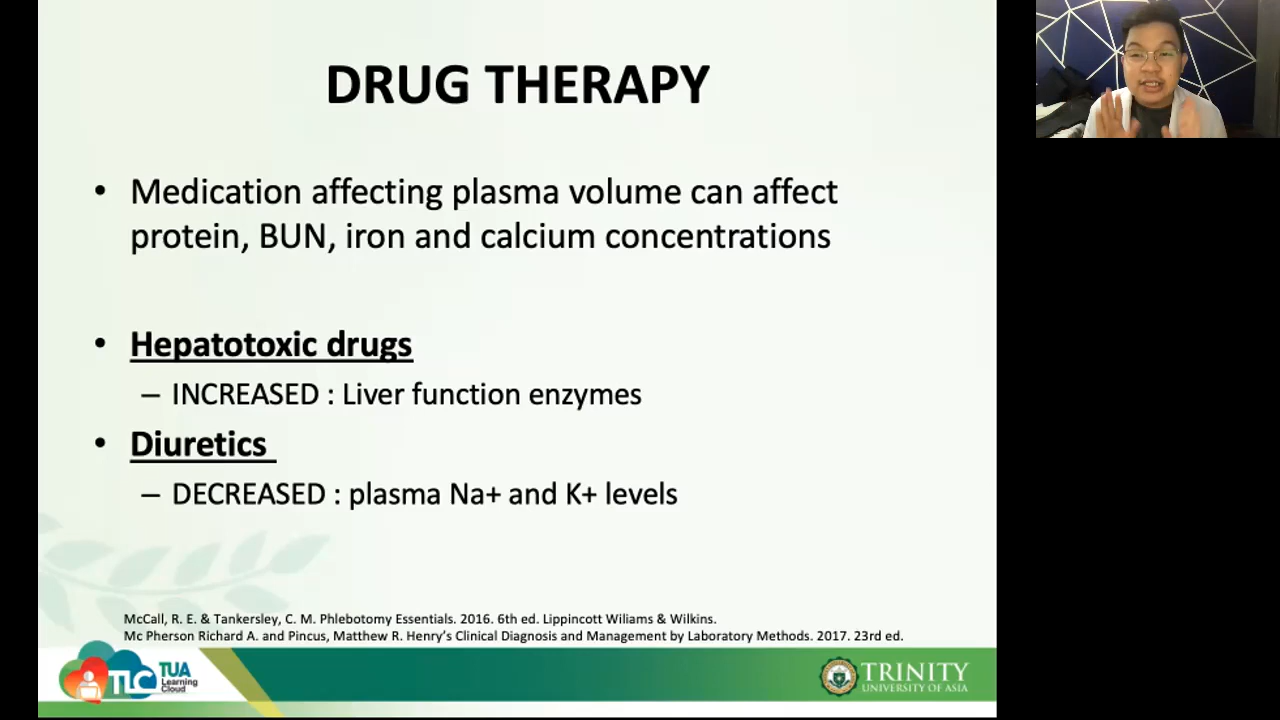 DRUG THERAPY
• Medication affecting plasma volume can affect
protein, BUN, iron and calcium concentrations
• Hepatotoxic drugs
– INCREASED : Liver function enzymes
• Diuretics
– DECREASED : plasma Na+ and K+ levels
McCall, R. E. & Tankersley, C. M. Phlebotomy Essentials. 2016. 6th ed. Lippincott Wiliams & Wilkins.
Mc Pherson Richard A. and Pincus, Matthew R. Henry's Clinical Diagnosis and Management by Laboratory Methods. 2017. 23rd ed.
TLC
TUA
Learning
Cloud
TRINITY
UNIVERSITY OF ASIA